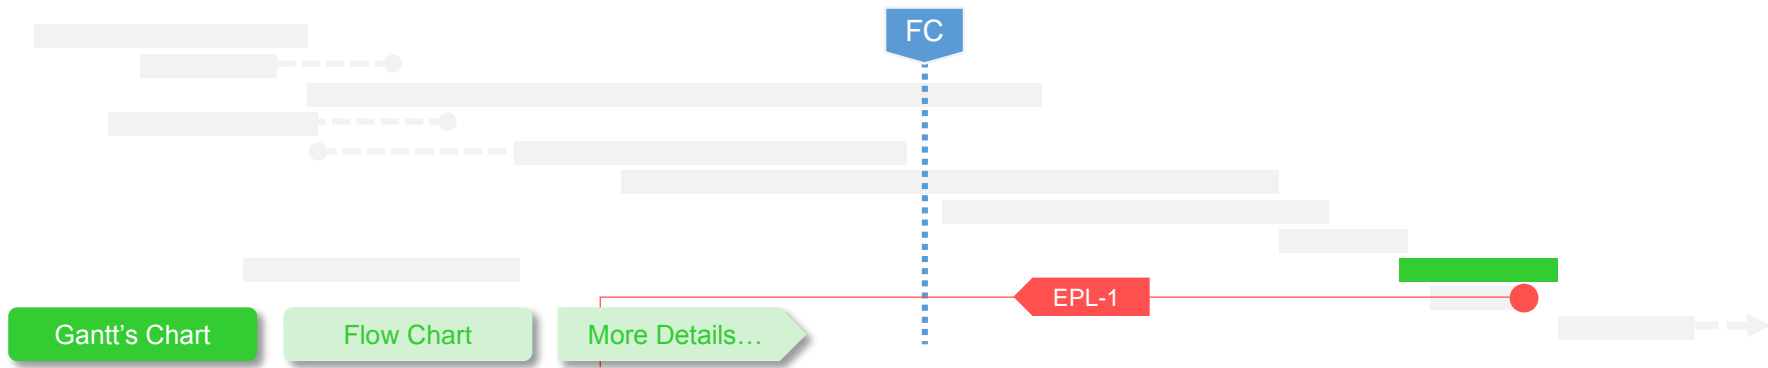 FC
EPL-1
Gantt’s Chart
Flow Chart
More Details…